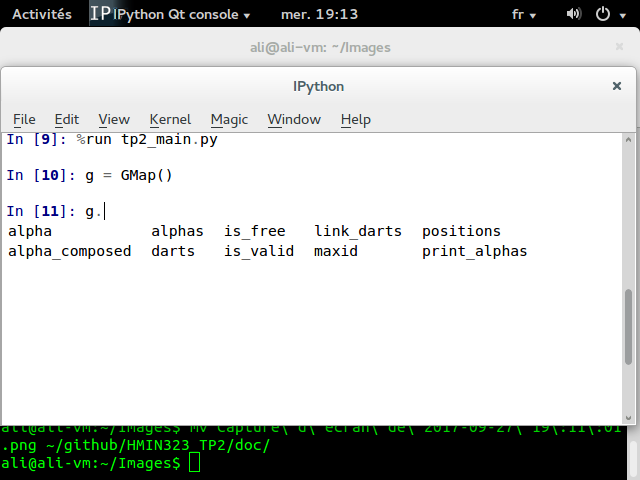 Activités IP IPython Qt console mer. 19:13 fr
ali@ali-vm: ~/Images
IPython
File Edit View Kernel Magic Window Help
In [9]: %run tp2_main.py
In [10]: g = GMap()
In [11]: g.
alpha alphas is_free link_darts positions
alpha_composed darts is_valid maxid print_alphas
ali@ali-vm:~/Images$ mv Capture\ d\ écran\ de\ 2017-09-27\ 19\:11\:01
.png ~/github/HMIN323_TP2/doc/
ali@ali-vm:~/Images$